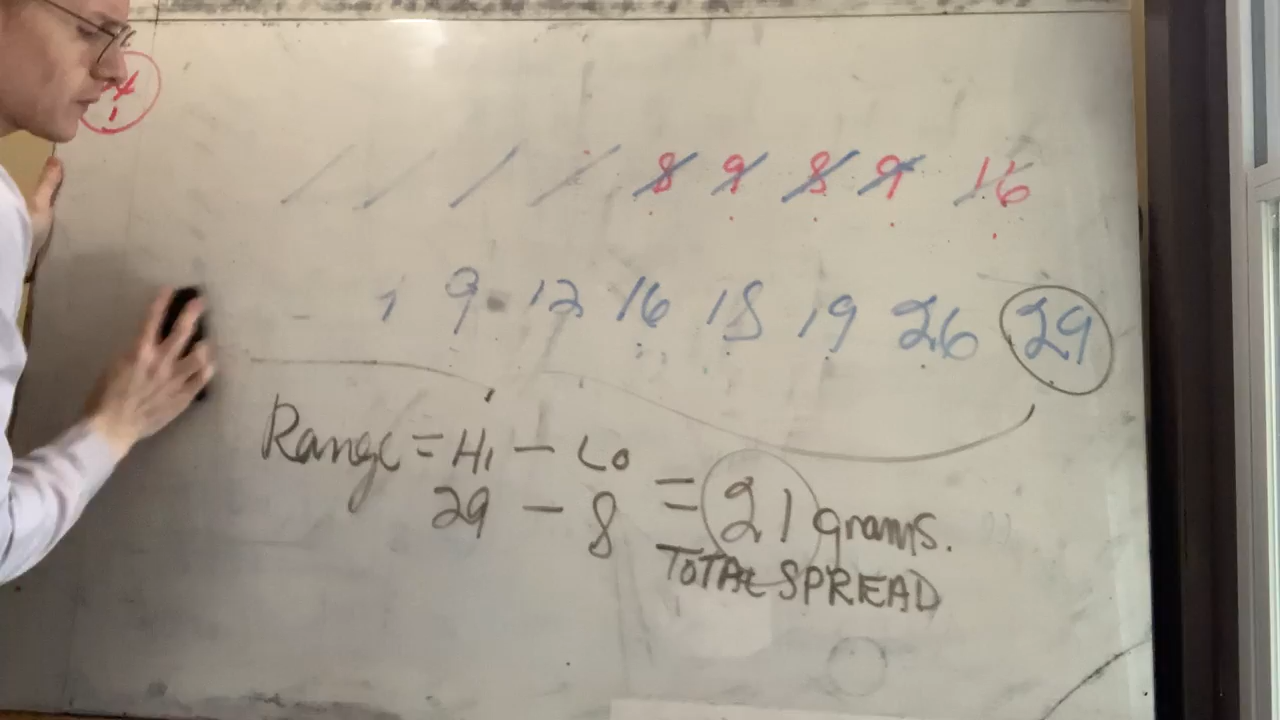 8 9 8 9 16
9 12 16 18 19 26 29
Range = Hi - Lo
29 - 8 = 21 grams.
TOTAL SPREAD